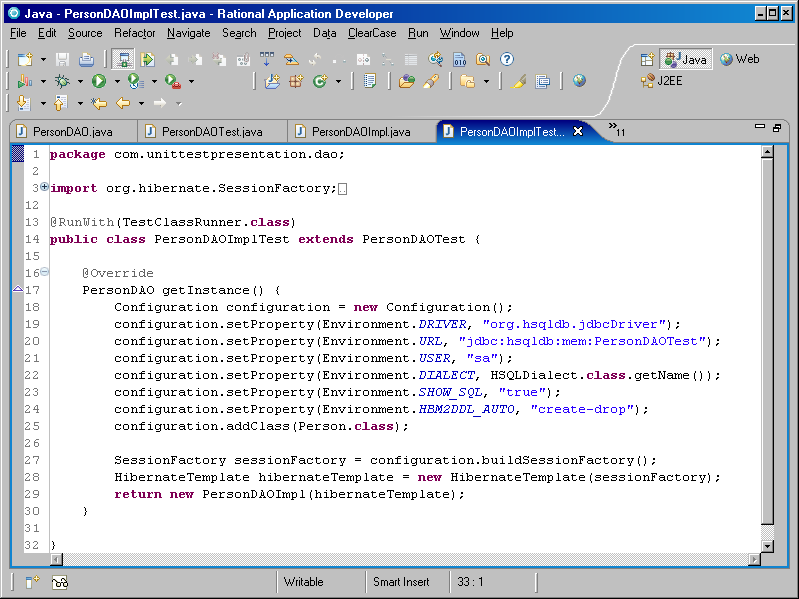 Java - PersonDAOImplTest.java - Rational Application Developer
File Edit Source Refactor Navigate Search Project Data ClearCase Run Window Help
Java Web
J2EE
PersonDAO.java PersonDAOTest.java PersonDAOImpl.java PersonDAOImplTest... 11
1 package com.unittestpresentation.dao;
2
3 import org.hibernate.SessionFactory;
12
13 @RunWith(TestClassRunner.class)
14 public class PersonDAOImplTest extends PersonDAOTest {
15
16 @Override
17 PersonDAO getInstance() {
18 Configuration configuration = new Configuration();
19 configuration.setProperty(Environment.DRIVER, "org.hsqldb.jdbcDriver");
20 configuration.setProperty(Environment.URL, "jdbc:hsqldb:mem:PersonDAOTest");
21 configuration.setProperty(Environment.USER, "sa");
22 configuration.setProperty(Environment.DIALECT, HSQLDialect.class.getName());
23 configuration.setProperty(Environment.SHOW_SQL, "true");
24 configuration.setProperty(Environment.HBM2DDL_AUTO, "create-drop");
25 configuration.addClass(Person.class);
26
27 SessionFactory sessionFactory = configuration.buildSessionFactory();
28 HibernateTemplate hibernateTemplate = new HibernateTemplate(sessionFactory);
29 return new PersonDAOImpl(hibernateTemplate);
30 }
31
32 }
Writable Smart Insert 33 : 1